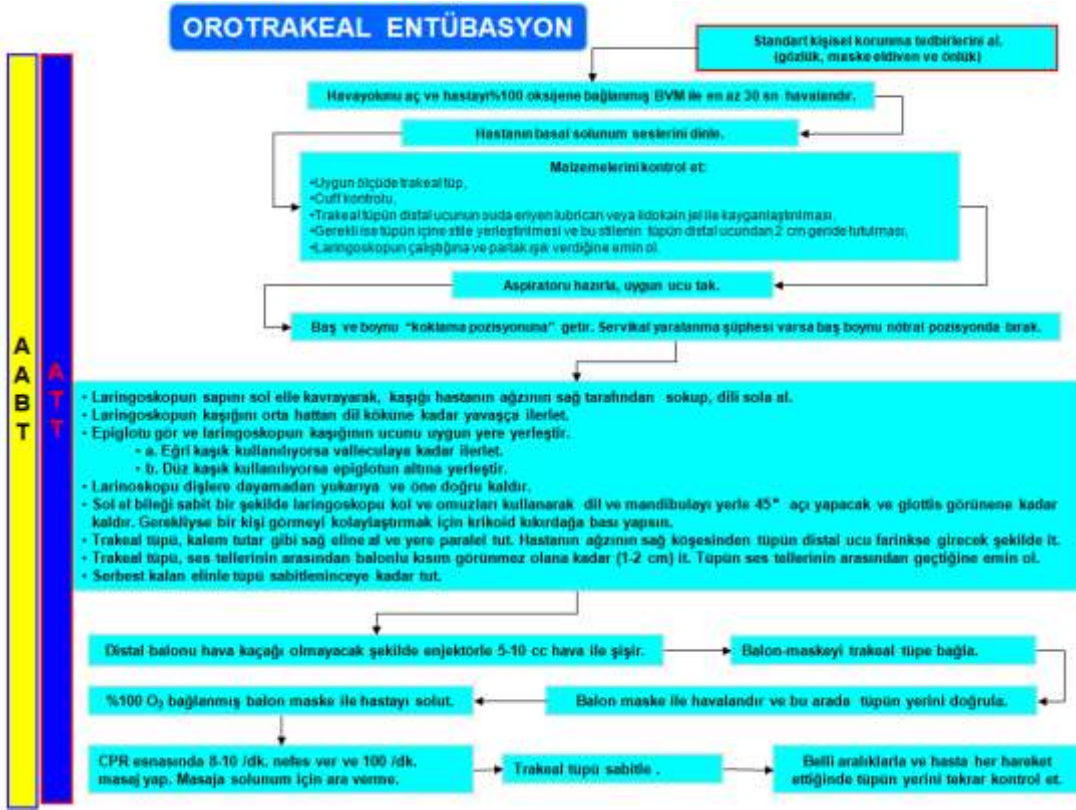 OROTRAKEAL ENTÜBASYON
Standart kişisel korunma tedbirlerini al.
(gözlük, maske eldiven ve önlük)
Havayolunu aç ve hastayı%100 oksijene bağlanmış BVM ile en az 30 sn havalandır.
Hastanın basal solunum seslerini dinle.
Malzemelerini kontrol et:
•Uygun ölçüde trakeal tüp,
•Cuff kontrolu,
•Trakeal tüpün distal ucunun suda eriyen lubrican veya lidokain jel ile kayganlaştırılması,
•Gerekli ise tüpün içine stile yerleştirilmesi ve bu stilenin tüpün distal ucundan 2 cm geride tutulması,
•Laringoskopun çalıştığına ve parlak ışık verdiğine emin ol.
Aspiratoru hazırla, uygun ucu tak.
Baş ve boynu “koklama pozisyonuna” getir. Servikal yaralanma şüphesi varsa baş boynu nötral pozisyonda bırak.
A
A
B
T
A
T
T
• Laringoskopun sapını sol elle kavrayarak, kaşığı hastanın ağzının sağ tarafından sokup, dili sola al.
• Laringoskopun kaşığını orta hattan dil köküne kadar yavaşça ilerlet.
• Epiglotu gör ve laringoskopun kaşığının ucunu uygun yere yerleştir.
• a. Eğri kaşık kullanılıyorsa valleculaya kadar ilerlet.
• b. Düz kaşık kullanılıyorsa epiglotun altına yerleştir.
• Larinoskopu dişlere dayamadan yukarıya ve öne doğru kaldır.
• Sol el bileği sabit bir şekilde laringoskopu kol ve omuzları kullanarak dil ve mandibulayı yerle 45° açı yapacak ve glottis görünene kadar
kaldır. Gerekliyse bir kişi görmeyi kolaylaştırmak için krikoid kıkırdağa bası yapsın.
• Trakeal tüpü, kalem tutar gibi sağ eline al ve yere paralel tut. Hastanın ağzının sağ köşesinden tüpün distal ucu farinkse girecek şekilde it.
• Trakeal tüpü, ses tellerinin arasından balonlu kısım görünmez olana kadar (1-2 cm) it. Tüpün ses tellerinin arasından geçtiğine emin ol.
• Serbest kalan elinle tüpü sabitleninceye kadar tut.
Distal balonu hava kaçağı olmayacak şekilde enjektörle 5-10 cc hava ile şişir.
Balon-maskeyi trakeal tüpe bağla.
%100 O₂ bağlanmış balon maske ile hastayı solut.
Balon maske ile havalandır ve bu arada tüpün yerini doğrula.
CPR esnasında 8-10 /dk. nefes ver ve 100 /dk.
masaj yap. Masaja solunum için ara verme.
Trakeal tüpü sabitle .
Belli aralıklarla ve hasta her hareket
ettiğinde tüpün yerini tekrar kontrol et.